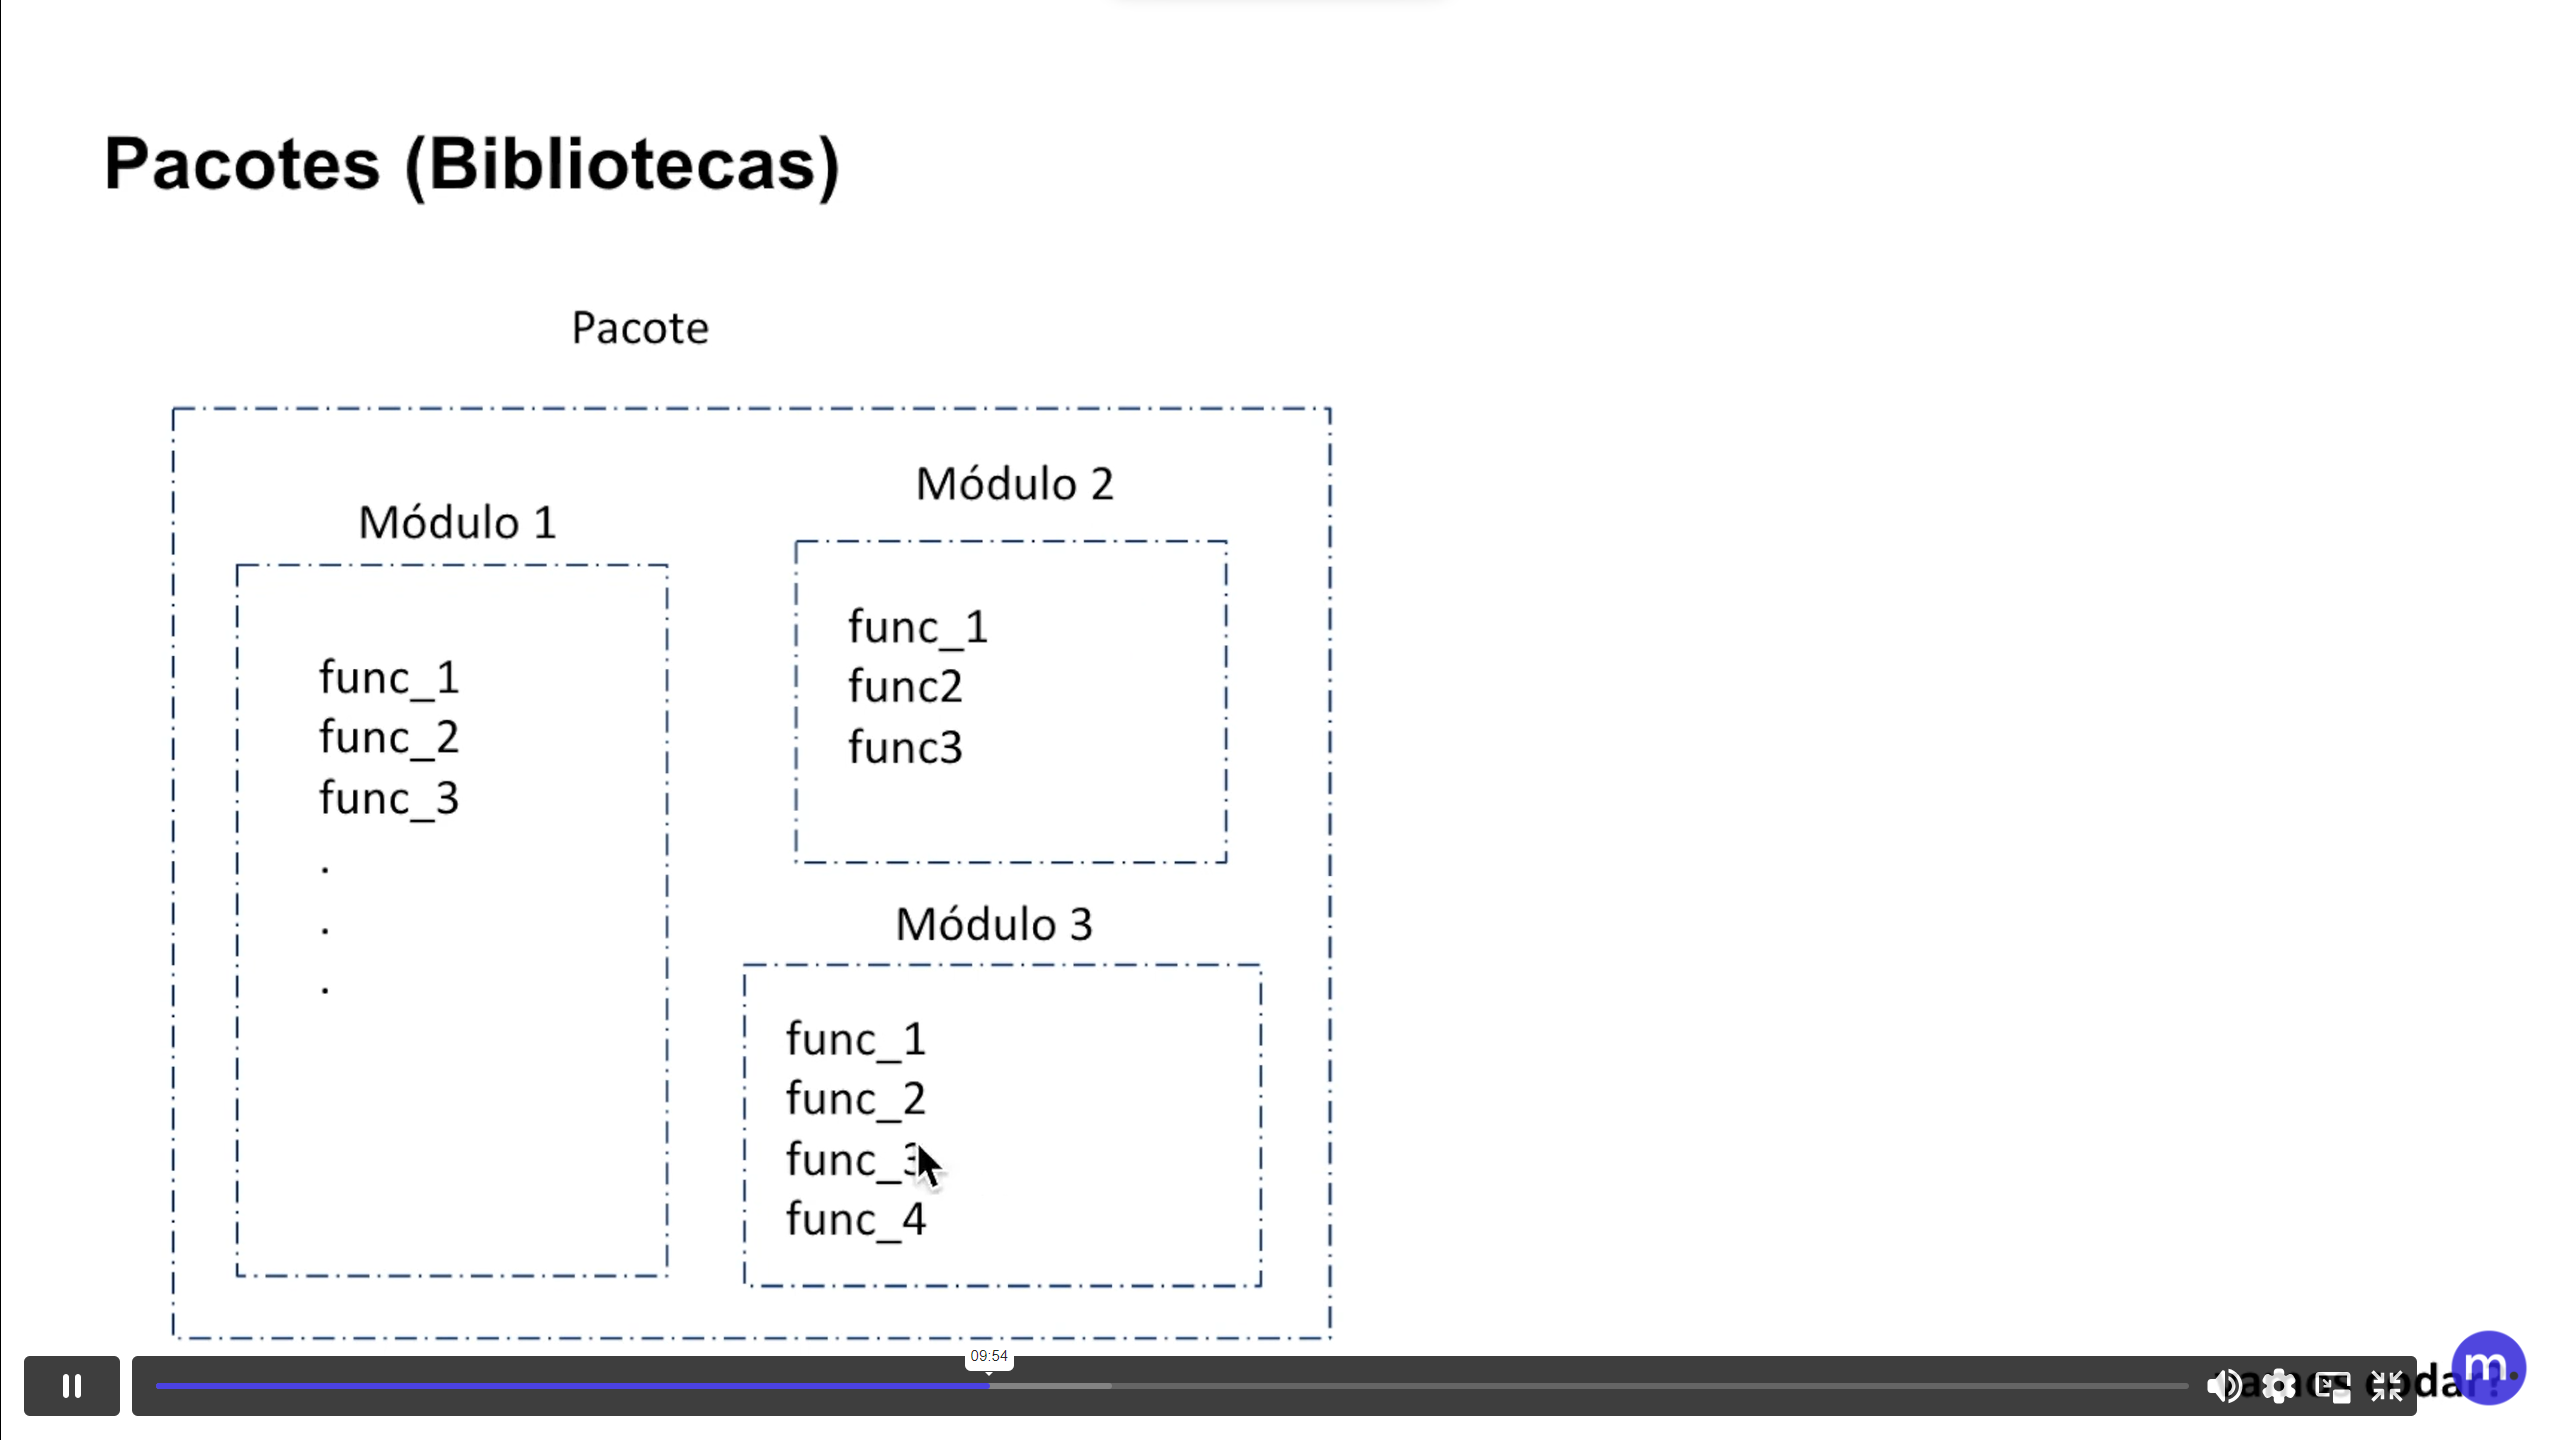 Pacotes (Bibliotecas)
Pacote
Módulo 1
func_1
func_2
func_3
.
.
.
Módulo 2
func_1
func2
func3
Módulo 3
func_1
func_2
func_3
func_4
09:54
m.